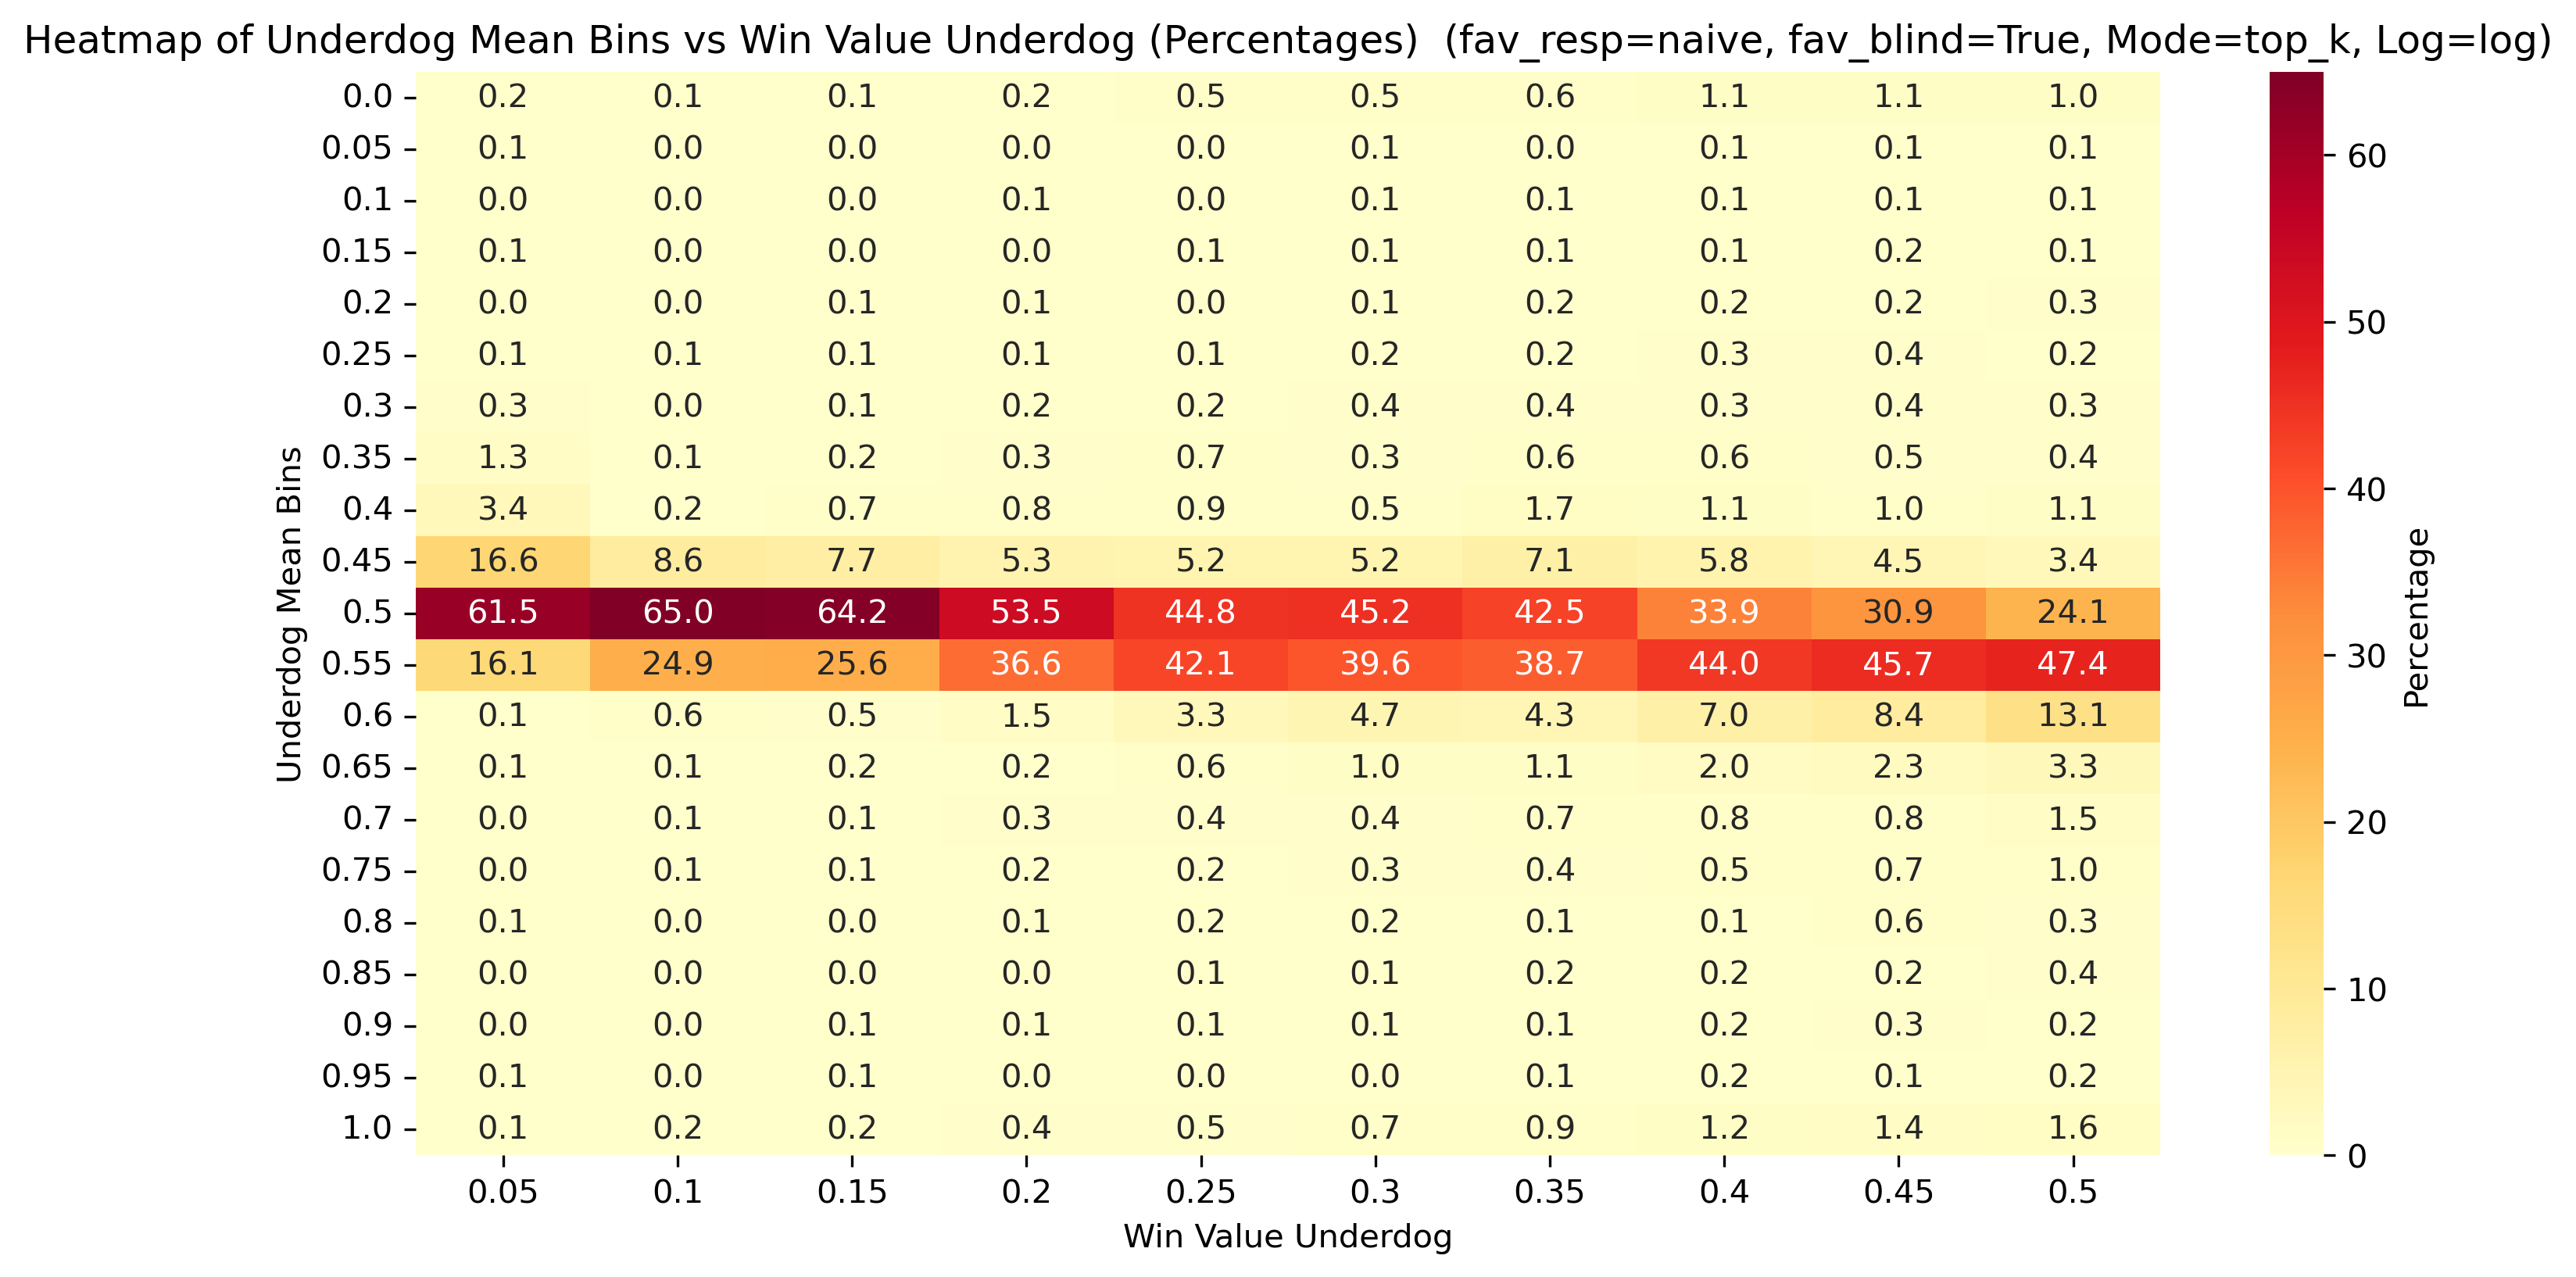 Heatmap of Underdog Mean Bins vs Win Value Underdog (Percentages)  (fav_resp=naive, fav_blind=True, Mode=top_k, Log=log)
0.0 0.2 0.1 0.1 0.2 0.5 0.5 0.6 1.1 1.1 1.0
0.05 0.1 0.0 0.0 0.0 0.0 0.1 0.0 0.1 0.1 0.1
0.1 0.0 0.0 0.0 0.1 0.0 0.1 0.1 0.1 0.1 0.1
0.15 0.1 0.0 0.0 0.0 0.1 0.1 0.1 0.1 0.2 0.1
0.2 0.0 0.0 0.1 0.1 0.0 0.1 0.2 0.2 0.2 0.3
0.25 0.1 0.1 0.1 0.1 0.1 0.2 0.2 0.3 0.4 0.2
0.3 0.3 0.0 0.1 0.2 0.2 0.4 0.4 0.3 0.4 0.3
0.35 1.3 0.1 0.2 0.3 0.7 0.3 0.6 0.6 0.5 0.4
0.4 3.4 0.2 0.7 0.8 0.9 0.5 1.7 1.1 1.0 1.1
0.45 16.6 8.6 7.7 5.3 5.2 5.2 7.1 5.8 4.5 3.4
0.5 61.5 65.0 64.2 53.5 44.8 45.2 42.5 33.9 30.9 24.1
0.55 16.1 24.9 25.6 36.6 42.1 39.6 38.7 44.0 45.7 47.4
0.6 0.1 0.6 0.5 1.5 3.3 4.7 4.3 7.0 8.4 13.1
0.65 0.1 0.1 0.2 0.2 0.6 1.0 1.1 2.0 2.3 3.3
0.7 0.0 0.1 0.1 0.3 0.4 0.4 0.7 0.8 0.8 1.5
0.75 0.0 0.1 0.1 0.2 0.2 0.3 0.4 0.5 0.7 1.0
0.8 0.1 0.0 0.0 0.1 0.2 0.2 0.1 0.1 0.6 0.3
0.85 0.0 0.0 0.0 0.0 0.1 0.1 0.2 0.2 0.2 0.4
0.9 0.0 0.0 0.1 0.1 0.1 0.1 0.1 0.2 0.3 0.2
0.95 0.1 0.0 0.1 0.0 0.0 0.0 0.1 0.2 0.1 0.2
1.0 0.1 0.2 0.2 0.4 0.5 0.7 0.9 1.2 1.4 1.6
0.05 0.1 0.15 0.2 0.25 0.3 0.35 0.4 0.45 0.5
Win Value Underdog
Underdog Mean Bins
60
50
40
30
20
10
0
Percentage